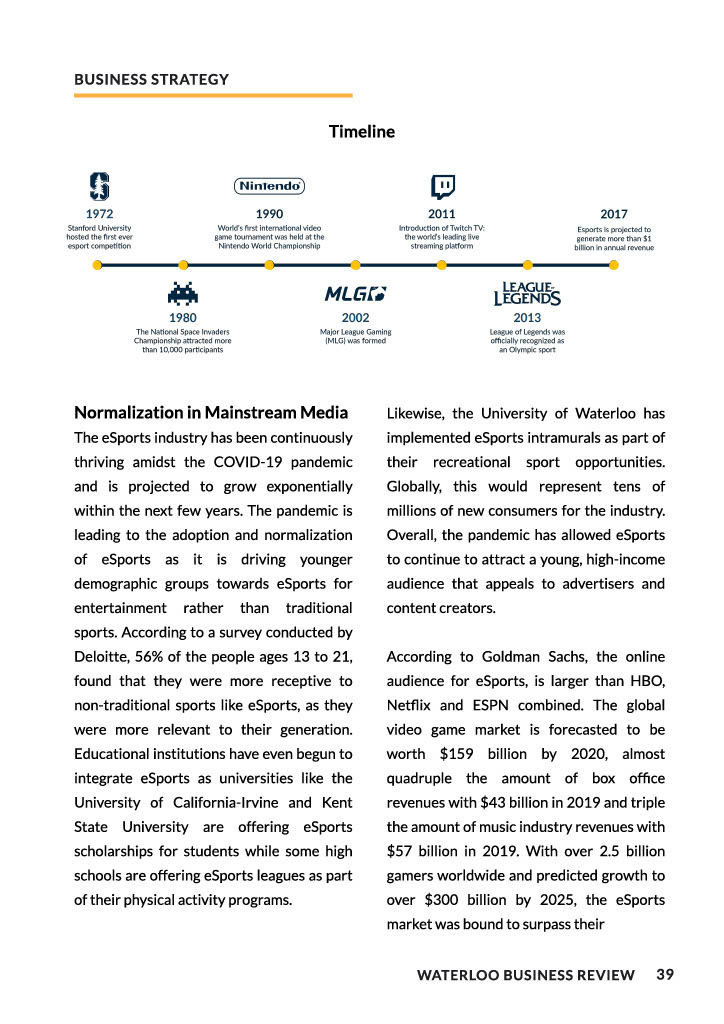 BUSINESS STRATEGY
Timeline
1972
Stanford University
hosted the first ever
esport competition
Nintendo
1990
World's first international video
game tournament was held at the
Nintendo World Championship
2011
Introduction of Twitch TV:
the world's leading live
streaming platform
2017
Esports is projected to
generate more than $1
billion in annual revenue
1980
The National Space Invaders
Championship attracted more
than 10,000 participants
MLG
2002
Major League Gaming
(MLG) was formed
LEAGUE OF
LEGENDS
2013
League of Legends was
officially recognized as
an Olympic sport
Normalization in Mainstream Media
The eSports industry has been continuously
thriving amidst the COVID-19 pandemic
and is projected to grow exponentially
within the next few years. The pandemic is
leading to the adoption and normalization
of eSports as it is driving younger
demographic groups towards eSports for
entertainment rather than traditional
sports. According to a survey conducted by
Deloitte, 56% of the people ages 13 to 21,
found that they were more receptive to
non-traditional sports like eSports, as they
were more relevant to their generation.
Educational institutions have even begun to
integrate eSports as universities like the
University of California-Irvine and Kent
State University are offering eSports
scholarships for students while some high
schools are offering eSports leagues as part
of their physical activity programs.
Likewise, the University of Waterloo has
implemented eSports intramurals as part of
their recreational sport opportunities.
Globally, this would represent tens of
millions of new consumers for the industry.
Overall, the pandemic has allowed eSports
to continue to attract a young, high-income
audience that appeals to advertisers and
content creators.
According to Goldman Sachs, the online
audience for eSports, is larger than HBO,
Netflix and ESPN combined. The global
video game market is forecasted to be
worth $159 billion by 2020, almost
quadruple the amount of box office
revenues with $43 billion in 2019 and triple
the amount of music industry revenues with
$57 billion in 2019. With over 2.5 billion
gamers worldwide and predicted growth to
over $300 billion by 2025, the eSports
market was bound to surpass their
WATERLOO BUSINESS REVIEW 39